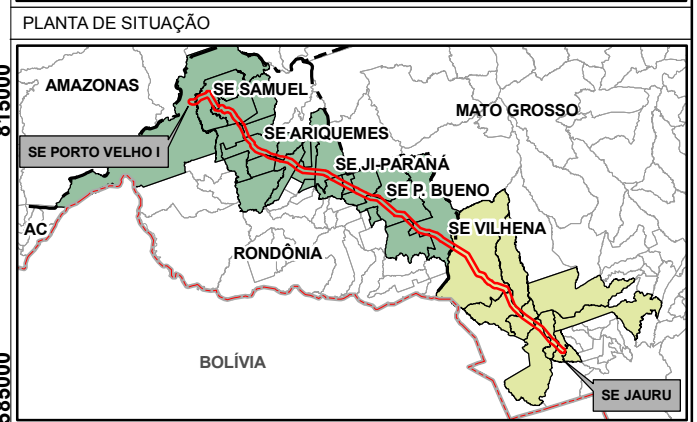 PLANTA DE SITUAÇÃO
AMAZONAS
SE SAMUEL
MATO GROSSO
SE ARIQUEMES
SE PORTO VELHO I
SE JI-PARANÁ
SE P. BUENO
AC
SE VILHENA
RONDÔNIA
BOLÍVIA
SE JAURU